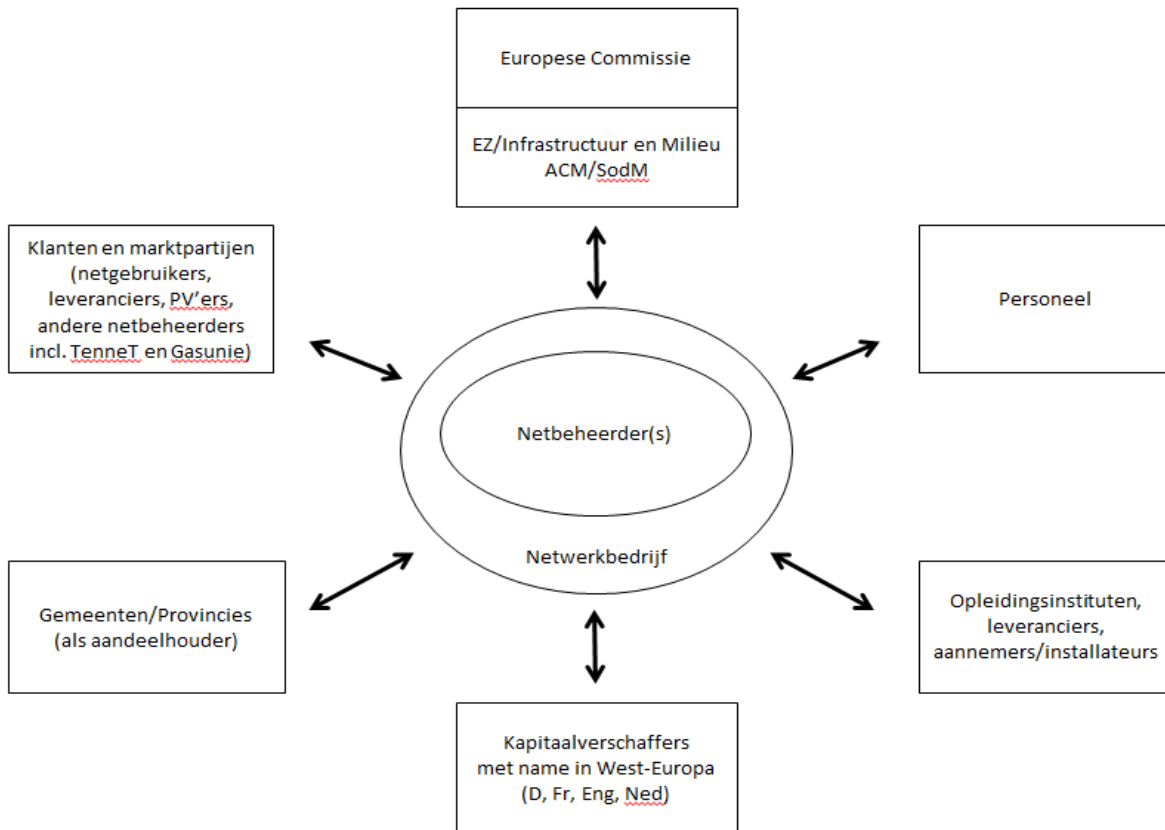 Europese Commissie
EZ/Infrastructuur en Milieu
ACM/SodM
Klanten en marktpartijen
(netgebruikers,
leveranciers, PV’ers,
andere netbeheerders
incl. TenneT en Gasunie)
Personeel
Netbeheerder(s)
Netwerkbedrijf
Gemeenten/Provincies
(als aandeelhouder)
Opleidingsinstituten,
leveranciers,
aannemers/installateurs
Kapitaalverschaffers
met name in West-Europa
(D, Fr, Eng, Ned)